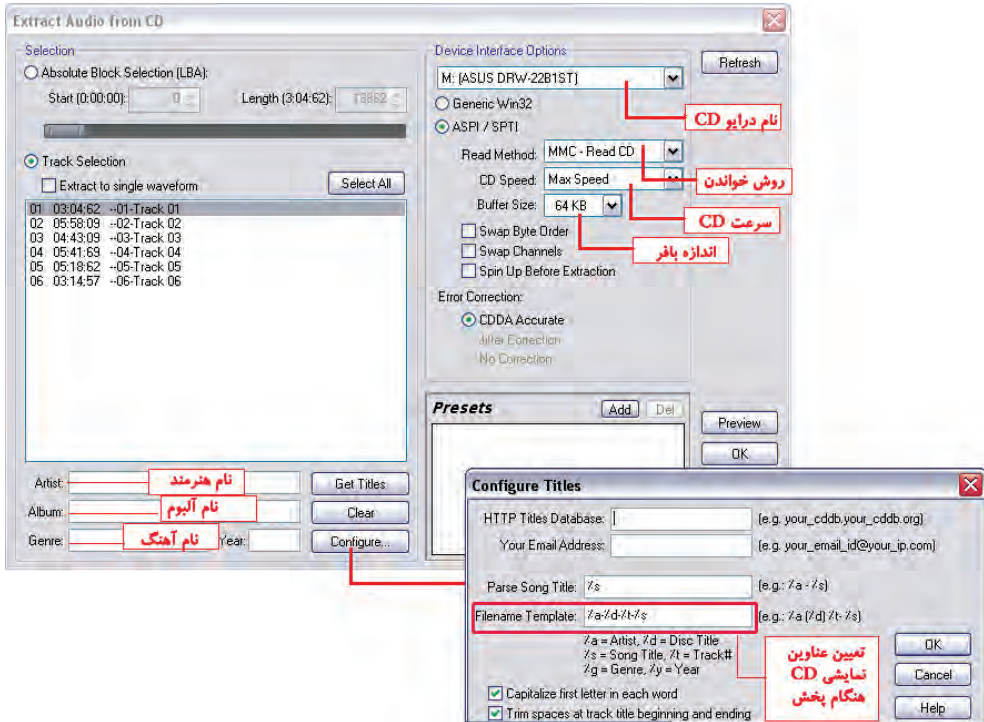 Extract Audio from CD
Selection
Absolute Block Selection (LBA):
Start (0:00:00): 0
Length (3:04:62): 13862
Track Selection
Extract to single waveform
Select All
01 03:04:62 --01-Track 01
02 05:58:09 --02-Track 02
03 04:43:09 --03-Track 03
04 05:41:69 --04-Track 04
05 05:18:62 --05-Track 05
06 03:14:57 --06-Track 06
Artist:
نام هنرمند
Get Titles
Album:
نام آلبوم
Clear
Genre:
نام آهنگ
Year:
Configure...
Device Interface Options
M: (ASUS DRW-22B1ST)
Refresh
نام درایو CD
Generic Win32
ASPI / SPTI
Read Method: MMC - Read CD
روش خواندن
CD Speed: Max Speed
سرعت CD
Buffer Size: 64 KB
اندازه بافر
Swap Byte Order
Swap Channels
Spin Up Before Extraction
Error Correction:
CDDA Accurate
Jitter Correction
No Correction
Presets
Add
Del
Preview
OK
Configure Titles
HTTP Titles Database:
(e.g. your_cddb.your_cddb.org)
Your Email Address:
(e.g. your_email_id@your_ip.com)
Parse Song Title: %s
(e.g.: %a - %s)
Filename Template: %a-%d-%t-%s
(e.g.: %a (%d) %t- %s)
%a = Artist, %d = Disc Title
%s = Song Title, %t = Track#
%g = Genre, %y = Year
تعیین عناوین
نمایشی CD
هنگام پخش
OK
Cancel
Help
Capitalize first letter in each word
Trim spaces at track title beginning and ending